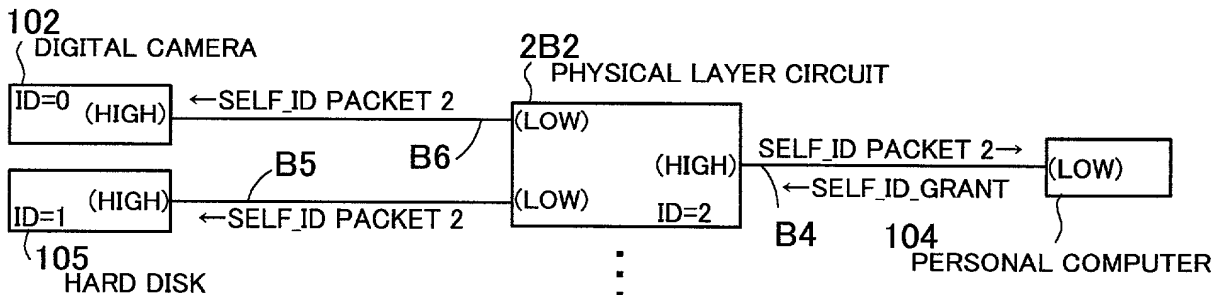 102
DIGITAL CAMERA
ID=0
(HIGH)
←SELF_ID PACKET 2
B6
2B2
PHYSICAL LAYER CIRCUIT
(LOW)
(HIGH)
SELF_ID PACKET 2→
(LOW)
←SELF_ID_GRANT
B4
104
PERSONAL COMPUTER
(HIGH)
ID=1
B5
←SELF_ID PACKET 2
(LOW)
ID=2
105
HARD DISK